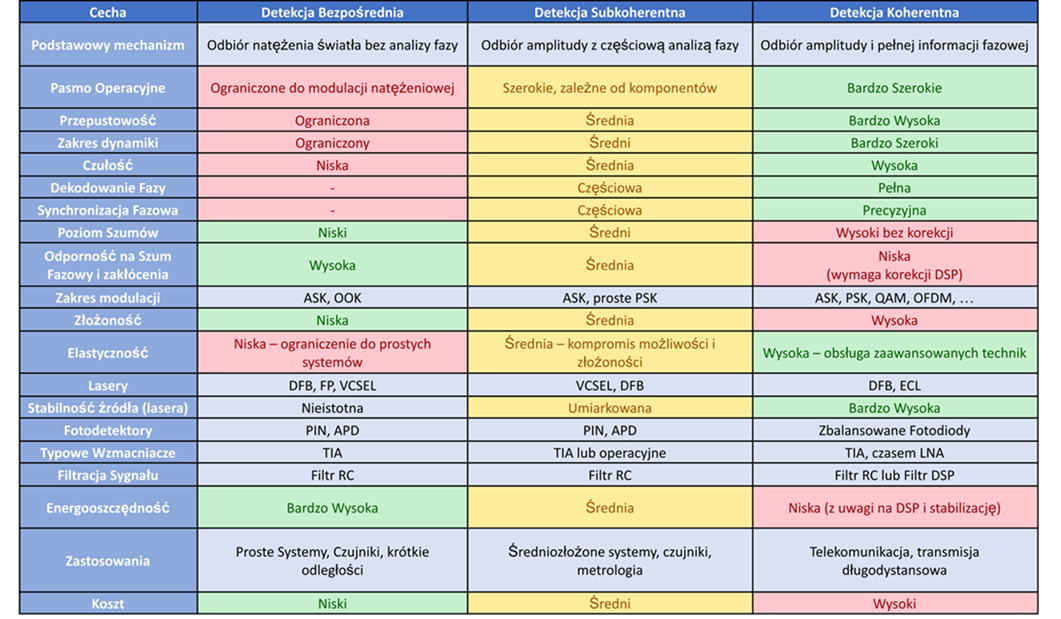 Cecha Detekcja Bezpośrednia Detekcja Subkoherentna Detekcja Koherentna
Podstawowy mechanizm Odbiór natężenia światła bez analizy fazy Odbiór amplitudy z częściową analizą fazy Odbiór amplitudy i pełnej informacji fazowej
Pasmo Operacyjne Ograniczone do modulacji natężeniowej Szerokie, zależne od komponentów Bardzo Szerokie
Przepustowość Ograniczona Średnia Bardzo Wysoka
Zakres dynamiki Ograniczony Średni Bardzo Szeroki
Czułość Niska Średnia Wysoka
Dekodowanie Fazy - Częściowa Pełna
Synchronizacja Fazowa - Częściowa Precyzyjna
Poziom Szumów Niski Średni Wysoki bez korekcji
Odporność na Szum
Fazowy i zakłócenia
Wysoka
Średnia
Niska
(wymaga korekcji DSP)
Zakres modulacji ASK, OOK ASK, proste PSK ASK, PSK, QAM, OFDM, …
Złożoność Niska Średnia Wysoka
Elastyczność
Niska – ograniczenie do prostych
systemów
Średnia – kompromis możliwości i
złożoności
Wysoka – obsługa zaawansowanych technik
Lasery DFB, FP, VCSEL VCSEL, DFB DFB, ECL
Stabilność źródła (lasera) Nieistotna Umiarkowana Bardzo Wysoka
Fotodetektory PIN, APD PIN, APD Zbalansowane Fotodiody
Typowe Wzmacniacze TIA TIA lub operacyjne TIA, czasem LNA
Filtracja Sygnału Filtr RC Filtr RC Filtr RC lub Filtr DSP
Energooszczędność Bardzo Wysoka Średnia Niska (z uwagi na DSP i stabilizację)
Zastosowania
Proste Systemy, Czujniki, krótkie
odległości
Średniozłożone systemy, czujniki,
metrologia
Telekomunikacja, transmisja
długodystansowa
Koszt Niski Średni Wysoki